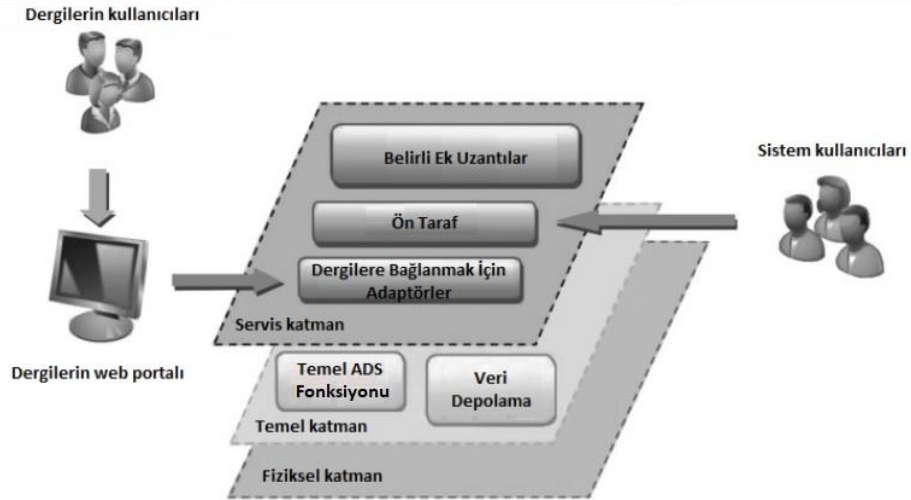 Dergilerin kullanıcıları
Belirli Ek Uzantılar
Sistem kullanıcıları
Ön Taraf
Dergilere Bağlanmak İçin
Adaptörler
Servis katman
Dergilerin web portalı
Temel ADS
Fonksiyonu
Veri
Depolama
Temel katman
Fiziksel katman